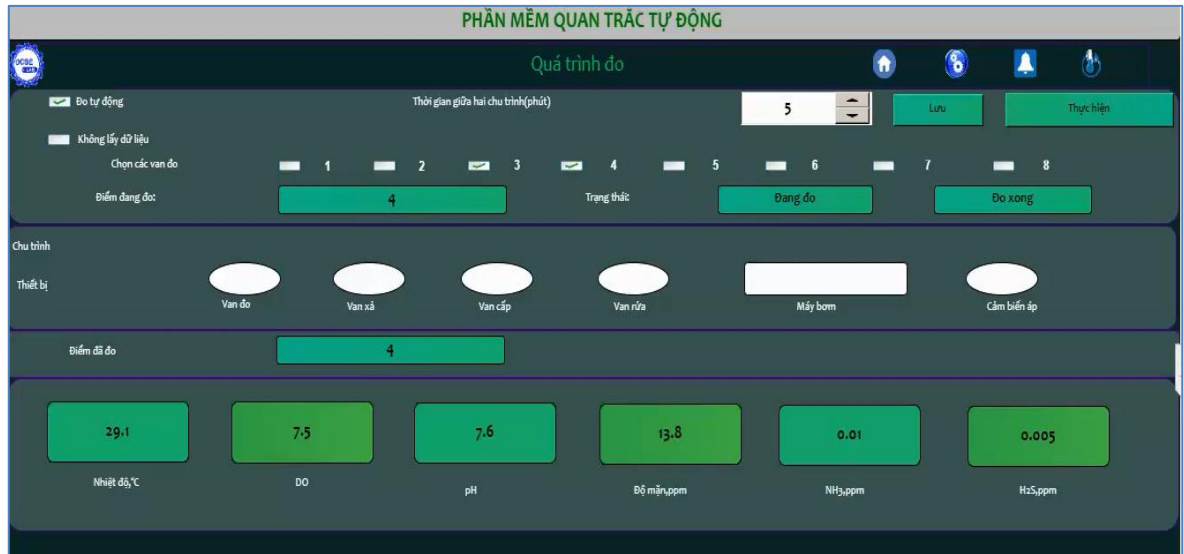 PHẦN MỀM QUAN TRẮC TỰ ĐỘNG
DCSE
Quá trình đo
Đo tự động Thời gian giữa hai chu trình(phút) 5 Lưu Thực hiện
Không lấy dữ liệu
Chọn các van đo 1 2 3 4 5 6 7 8
Điểm đang đo: 4 Trạng thái: Đang đo Đo xong
Chu trình
Thiết bị
Van đo Van xả Van cấp Van rửa Máy bơm Cảm biến áp
Điểm đã đo 4
29.1 7.5 7.6 13.8 0.01 0.005
Nhiệt độ,°C DO pH Độ mặn,ppm NH3,ppm H2S,ppm